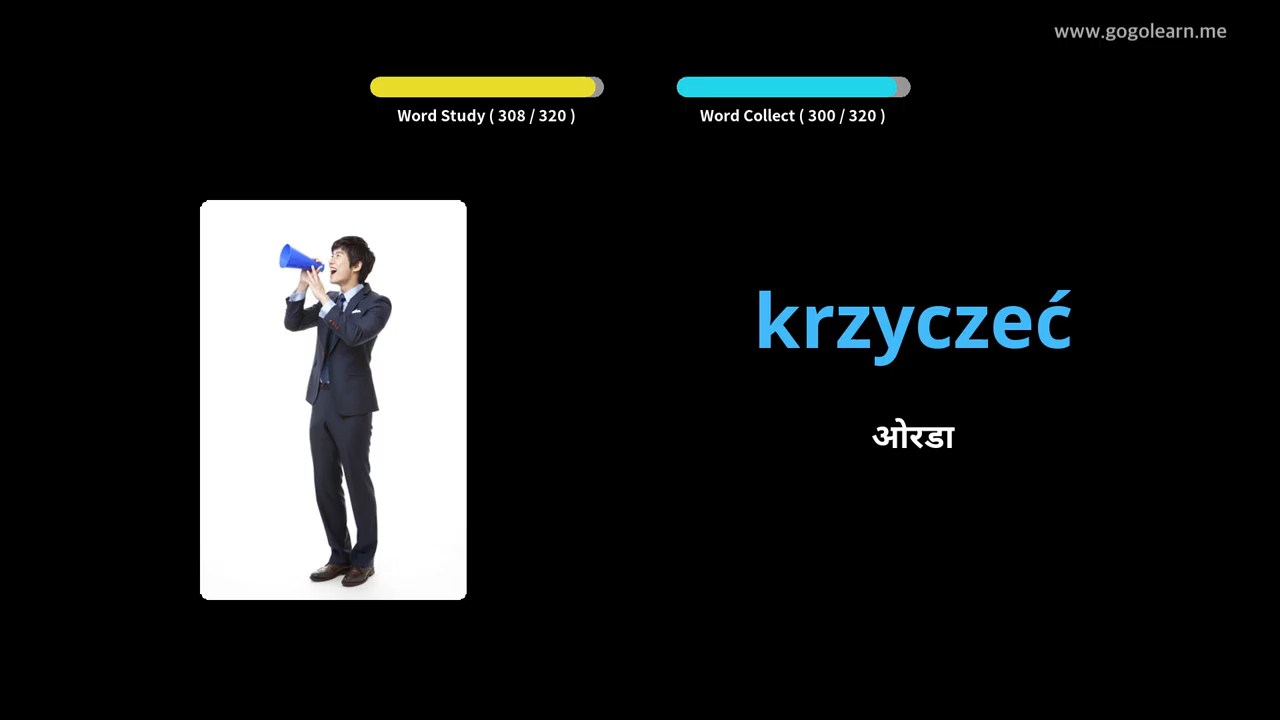 www.gogolearn.me
Word Study ( 308 / 320 )
Word Collect ( 300 / 320 )
krzyczeć
ओरडा